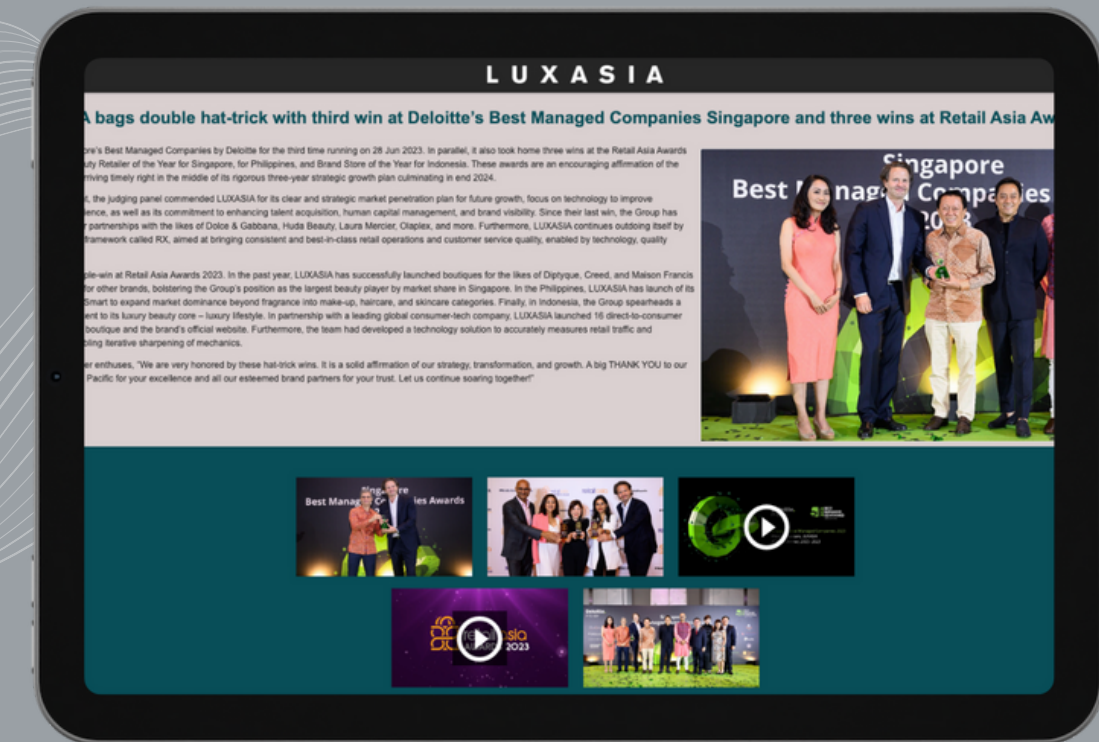 LUXASIA
A bags double hat-trick with third win at Deloitte's Best Managed Companies Singapore and three wins at Retail Asia Aw
ore's Best Managed Companies by Deloitte for the third time running on 28 Jun 2023. In parallel, it also took home three wins at the Retail Asia Awards
uty Retailer of the Year for Singapore, for Philippines, and Brand Store of the Year for Indonesia. These awards are an encouraging affirmation of the
rriving timely right in the middle of its rigorous three-year strategic growth plan culminating in end 2024.
t, the judging panel commended LUXASIA for its clear and strategic market penetration plan for future growth, focus on technology to improve
ience, as well as its commitment to enhancing talent acquisition, human capital management, and brand visibility. Since their last win, the Group has
r partnerships with the likes of Dolce & Gabbana, Huda Beauty, Laura Mercier, Olaplex, and more. Furthermore, LUXASIA continues outdoing itself by
framework called RX, aimed at bringing consistent and best-in-class retail operations and customer service quality, enabled by technology, quality
ple-win at Retail Asia Awards 2023. In the past year, LUXASIA has successfully launched boutiques for the likes of Diptyque, Creed, and Maison Francis
for other brands, bolstering the Group's position as the largest beauty player by market share in Singapore. In the Philippines, LUXASIA has launch of its
Smart to expand market dominance beyond fragrance into make-up, haircare, and skincare categories. Finally, in Indonesia, the Group spearheads a
ent to its luxury beauty core – luxury lifestyle. In partnership with a leading global consumer-tech company, LUXASIA launched 16 direct-to-consumer
boutique and the brand's official website. Furthermore, the team had developed a technology solution to accurately measures retail traffic and
bling iterative sharpening of mechanics.
er enthuses, "We are very honored by these hat-trick wins. It is a solid affirmation of our strategy, transformation, and growth. A big THANK YOU to our
Pacific for your excellence and all our esteemed brand partners for your trust. Let us continue soaring together!"
Singapore
Best Managed Companies
2023
Singapore
Best Managed Companies Awards
retail asia
AWARDS 2023
Deloitte.